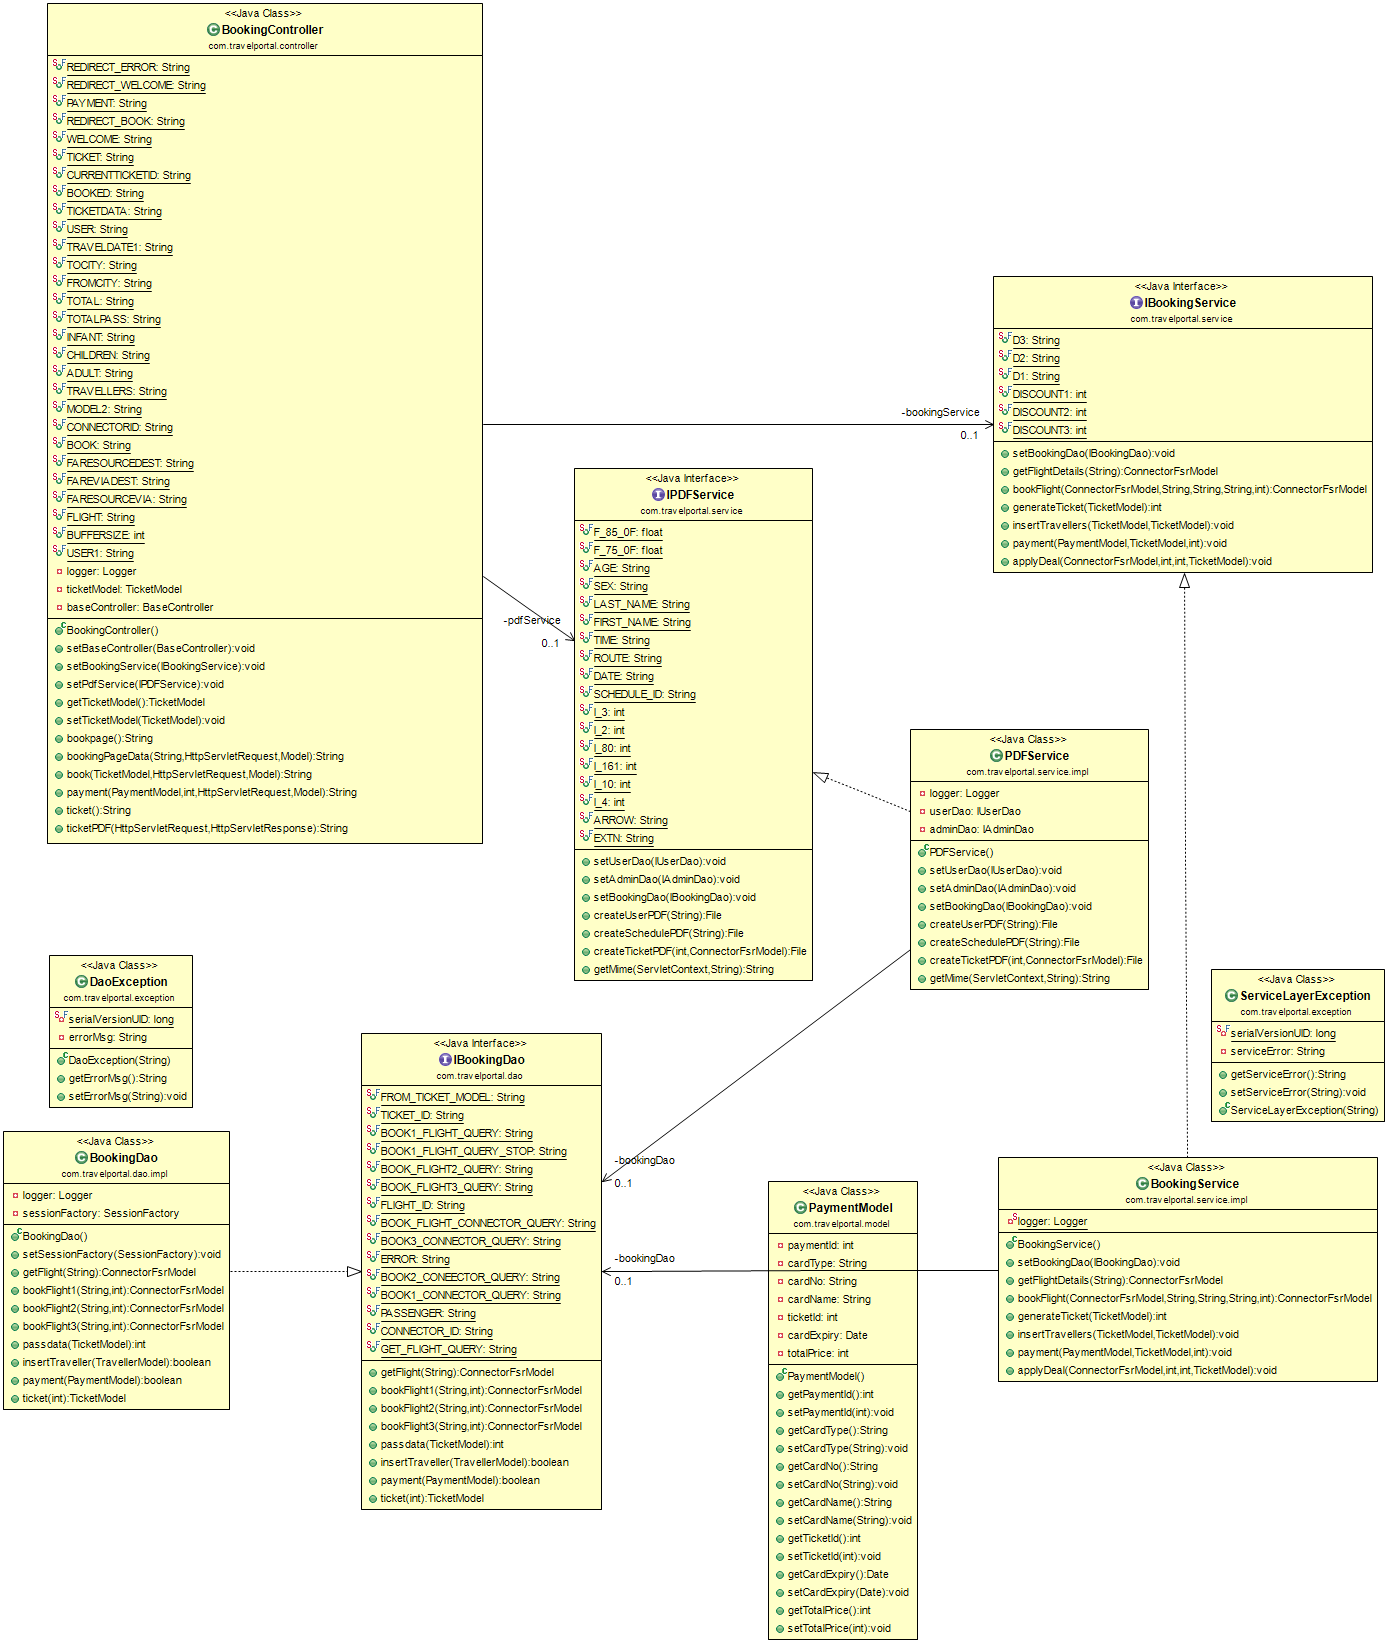 <<Java Class>>
BookingController
com.travelportal.controller
REDIRECT_ERROR: String
REDIRECT_WELCOME: String
PAYMENT: String
REDIRECT_BOOK: String
WELCOME: String
TICKET: String
CURRENTTICKETID: String
BOOKED: String
TICKETDATA: String
USER: String
TRAVELDATE1: String
TOCITY: String
FROMCITY: String
TOTAL: String
TOTALPASS: String
INFANT: String
CHILDREN: String
ADULT: String
TRAVELLERS: String
MODEL2: String
CONNECTORID: String
BOOK: String
FARESOURCEDEST: String
FAREVIADEST: String
FARESOURCEVIA: String
FLIGHT: String
BUFFERSIZE: int
USER1: String
logger: Logger
ticketModel: TicketModel
baseController: BaseController
BookingController()
setBaseController(BaseController):void
setBookingService(IBookingService):void
setPdfService(IPDFService):void
getTicketModel():TicketModel
setTicketModel(TicketModel):void
bookpage():String
bookingPageData(String,HttpServletRequest,Model):String
book(TicketModel,HttpServletRequest,Model):String
payment(PaymentModel,int,HttpServletRequest,Model):String
ticket():String
ticketPDF(HttpServletRequest,HttpServletResponse):String
-bookingService
0..1
-pdfService
0..1
<<Java Interface>>
IBookingService
com.travelportal.service
D3: String
D2: String
D1: String
DISCOUNT1: int
DISCOUNT2: int
DISCOUNT3: int
setBookingDao(IBookingDao):void
getFlightDetails(String):ConnectorFsrModel
bookFlight(ConnectorFsrModel,String,String,String,int):ConnectorFsrModel
generateTicket(TicketModel):int
insertTravellers(TicketModel,TicketModel):void
payment(PaymentModel,TicketModel,int):void
applyDeal(ConnectorFsrModel,int,int,TicketModel):void
<<Java Interface>>
IPDFService
com.travelportal.service
F_85_0F: float
F_75_0F: float
AGE: String
SEX: String
LAST_NAME: String
FIRST_NAME: String
TIME: String
ROUTE: String
DATE: String
SCHEDULE_ID: String
I_3: int
I_2: int
I_80: int
I_161: int
I_10: int
I_4: int
ARROW: String
EXTN: String
setUserDao(IUserDao):void
setAdminDao(IAdminDao):void
setBookingDao(IBookingDao):void
createUserPDF(String):File
createSchedulePDF(String):File
createTicketPDF(int,ConnectorFsrModel):File
getMime(ServletContext,String):String
<<Java Class>>
PDFService
com.travelportal.service.impl
logger: Logger
userDao: IUserDao
adminDao: IAdminDao
PDFService()
setUserDao(IUserDao):void
setAdminDao(IAdminDao):void
setBookingDao(IBookingDao):void
createUserPDF(String):File
createSchedulePDF(String):File
createTicketPDF(int,ConnectorFsrModel):File
getMime(ServletContext,String):String
<<Java Class>>
DaoException
com.travelportal.exception
serialVersionUID: long
errorMsg: String
DaoException(String)
getErrorMsg():String
setErrorMsg(String):void
<<Java Class>>
ServiceLayerException
com.travelportal.exception
serialVersionUID: long
serviceError: String
getServiceError():String
setServiceError(String):void
ServiceLayerException(String)
<<Java Interface>>
IBookingDao
com.travelportal.dao
FROM_TICKET_MODEL: String
TICKET_ID: String
BOOK1_FLIGHT_QUERY: String
BOOK1_FLIGHT_QUERY_STOP: String
BOOK_FLIGHT2_QUERY: String
BOOK_FLIGHT3_QUERY: String
FLIGHT_ID: String
BOOK_FLIGHT_CONNECTOR_QUERY: String
BOOK3_CONNECTOR_QUERY: String
ERROR: String
BOOK2_CONEECTOR_QUERY: String
BOOK1_CONNECTOR_QUERY: String
PASSENGER: String
CONNECTOR_ID: String
GET_FLIGHT_QUERY: String
getFlight(String):ConnectorFsrModel
bookFlight1(String,int):ConnectorFsrModel
bookFlight2(String,int):ConnectorFsrModel
bookFlight3(String,int):ConnectorFsrModel
passdata(TicketModel):int
insertTraveller(TravellerModel):boolean
payment(PaymentModel):boolean
ticket(int):TicketModel
-bookingDao
0..1
-bookingDao
0..1
<<Java Class>>
BookingDao
com.travelportal.dao.impl
logger: Logger
sessionFactory: SessionFactory
BookingDao()
setSessionFactory(SessionFactory):void
getFlight(String):ConnectorFsrModel
bookFlight1(String,int):ConnectorFsrModel
bookFlight2(String,int):ConnectorFsrModel
bookFlight3(String,int):ConnectorFsrModel
passdata(TicketModel):int
insertTraveller(TravellerModel):boolean
payment(PaymentModel):boolean
ticket(int):TicketModel
<<Java Class>>
PaymentModel
com.travelportal.model
paymentId: int
cardType: String
cardNo: String
cardName: String
ticketId: int
cardExpiry: Date
totalPrice: int
PaymentModel()
getPaymentId():int
setPaymentId(int):void
getCardType():String
setCardType(String):void
getCardNo():String
setCardNo(String):void
getCardName():String
setCardName(String):void
getTicketId():int
setTicketId(int):void
getCardExpiry():Date
setCardExpiry(Date):void
getTotalPrice():int
setTotalPrice(int):void
<<Java Class>>
BookingService
com.travelportal.service.impl
logger: Logger
BookingService()
setBookingDao(IBookingDao):void
getFlightDetails(String):ConnectorFsrModel
bookFlight(ConnectorFsrModel,String,String,String,int):ConnectorFsrModel
generateTicket(TicketModel):int
insertTravellers(TicketModel,TicketModel):void
payment(PaymentModel,TicketModel,int):void
applyDeal(ConnectorFsrModel,int,int,TicketModel):void